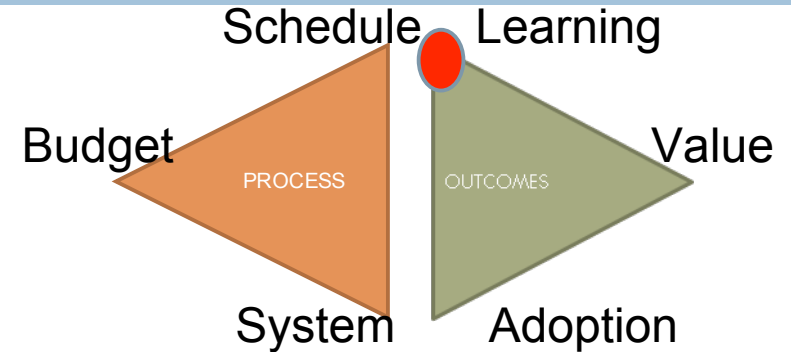 Schedule Learning
Budget Value
PROCESS OUTCOMES
System Adoption